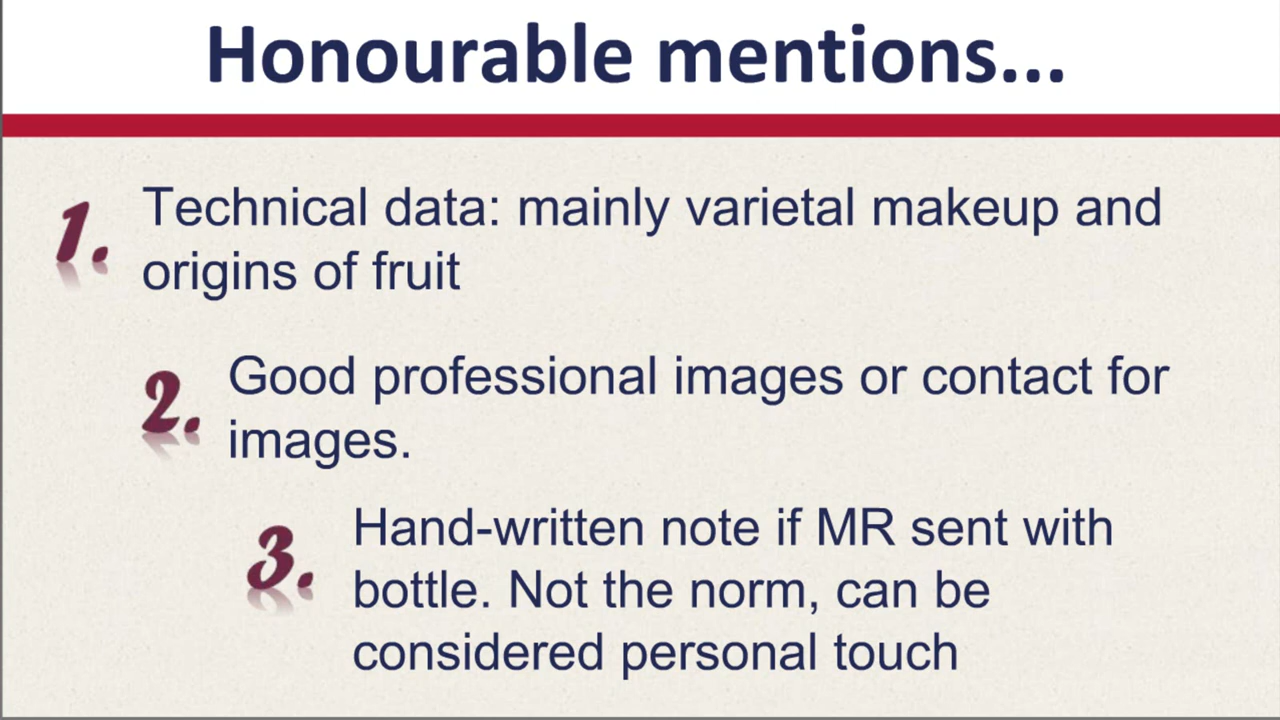 Honourable mentions...
1. Technical data: mainly varietal makeup and
origins of fruit
2. Good professional images or contact for
images.
3. Hand-written note if MR sent with
bottle. Not the norm, can be
considered personal touch